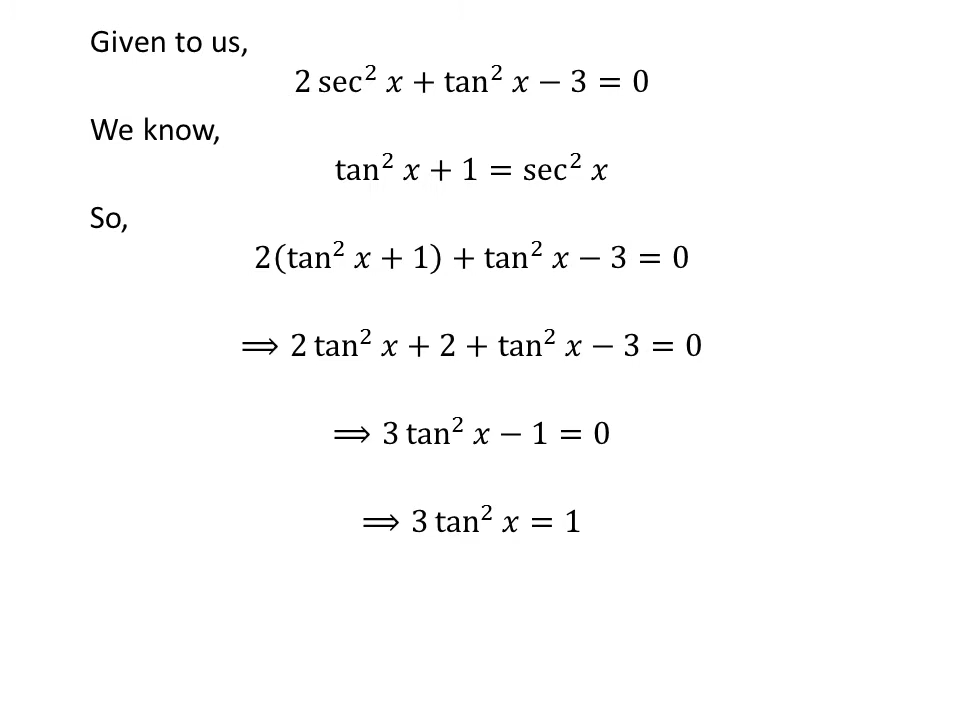 Given to us,
2 sec² 𝑥 + tan² 𝑥 − 3 = 0
We know,
tan² 𝑥 + 1 = sec² 𝑥
So,
2(tan² 𝑥 + 1) + tan² 𝑥 − 3 = 0
⟹ 2 tan² 𝑥 + 2 + tan² 𝑥 − 3 = 0
⟹ 3 tan² 𝑥 − 1 = 0
⟹ 3 tan² 𝑥 = 1